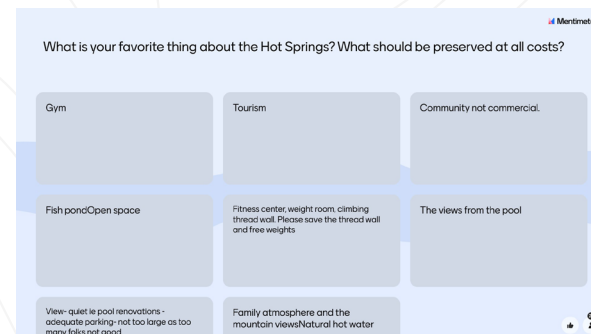 Mentimet
What is your favorite thing about the Hot Springs? What should be preserved at all costs?
Gym
Tourism
Community not commercial.
Fish pondOpen space
Fitness center, weight room, climbing
thread wall. Please save the thread wall
and free weights
The views from the pool
View- quiet ie pool renovations -
adequate parking- not too large as too
many folks not good
Family atmosphere and the
mountain viewsNatural hot water